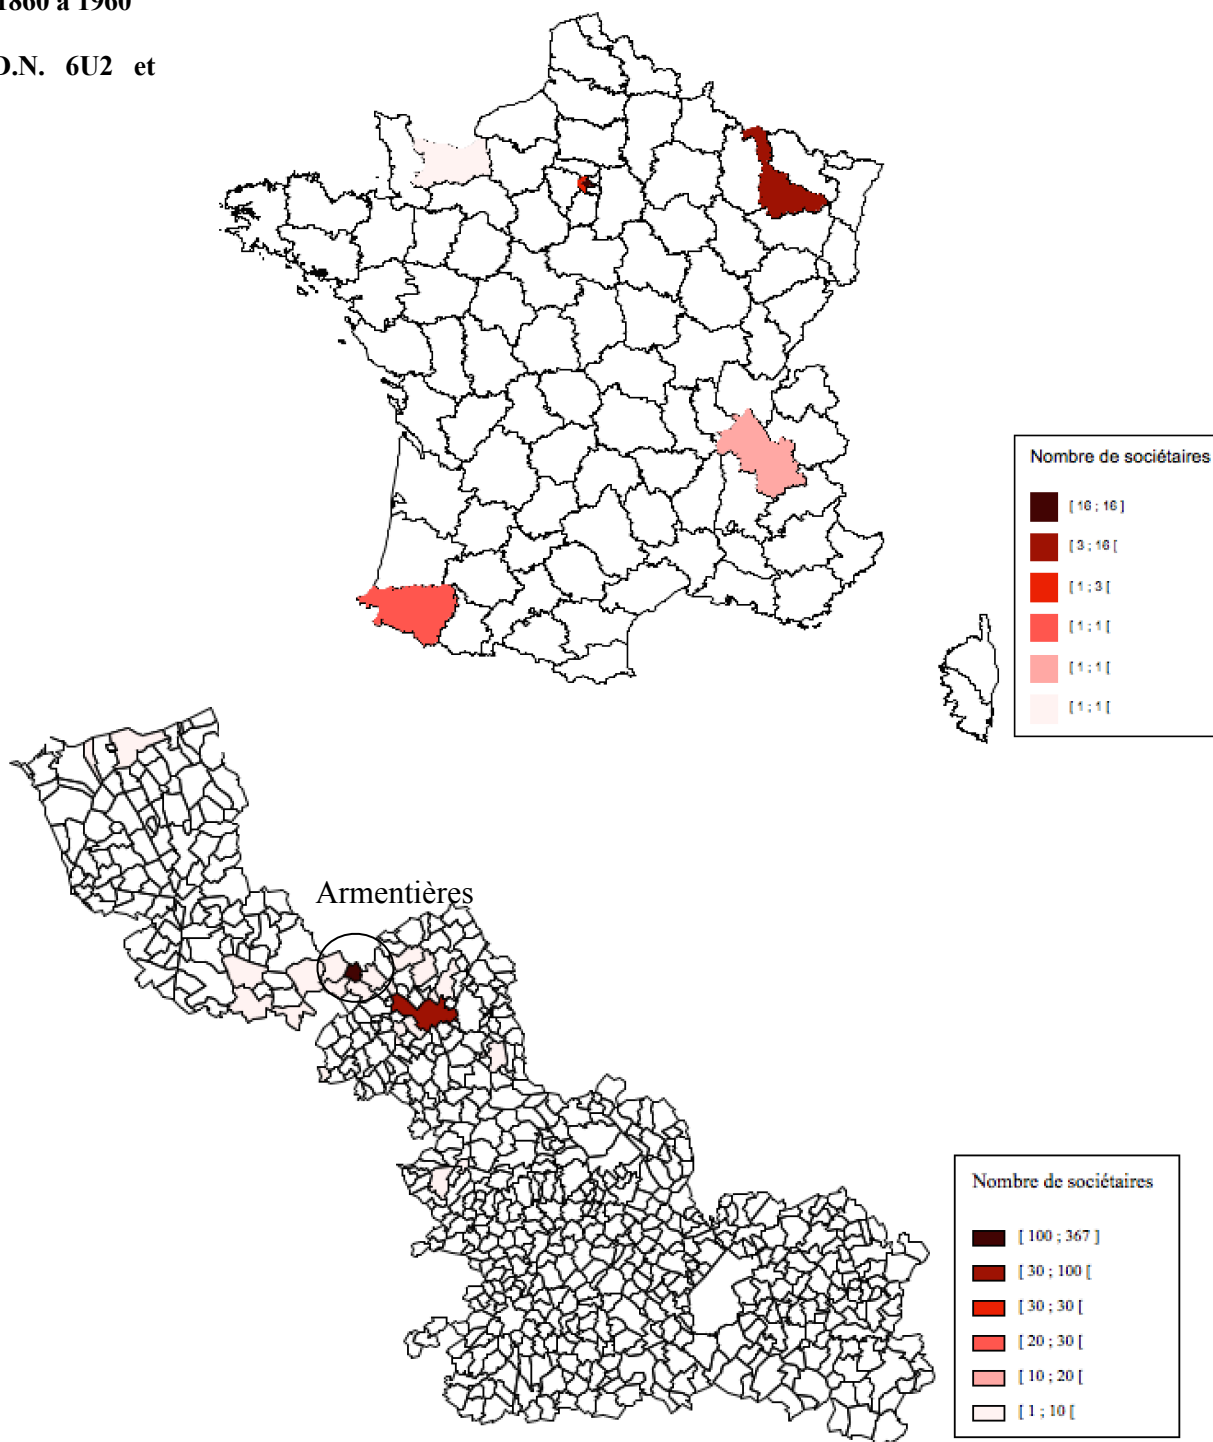 1860 à 1960
D.N. 6U2 et
Nombre de sociétaires
[ 16 ; 16 ]
[ 3 ; 16 [
[ 1 ; 3 [
[ 1 ; 1 [
[ 1 ; 1 [
[ 1 ; 1 [
Armentières
Nombre de sociétaires
[ 100 ; 367 ]
[ 30 ; 100 [
[ 30 ; 30 [
[ 20 ; 30 [
[ 10 ; 20 [
[ 1 ; 10 [